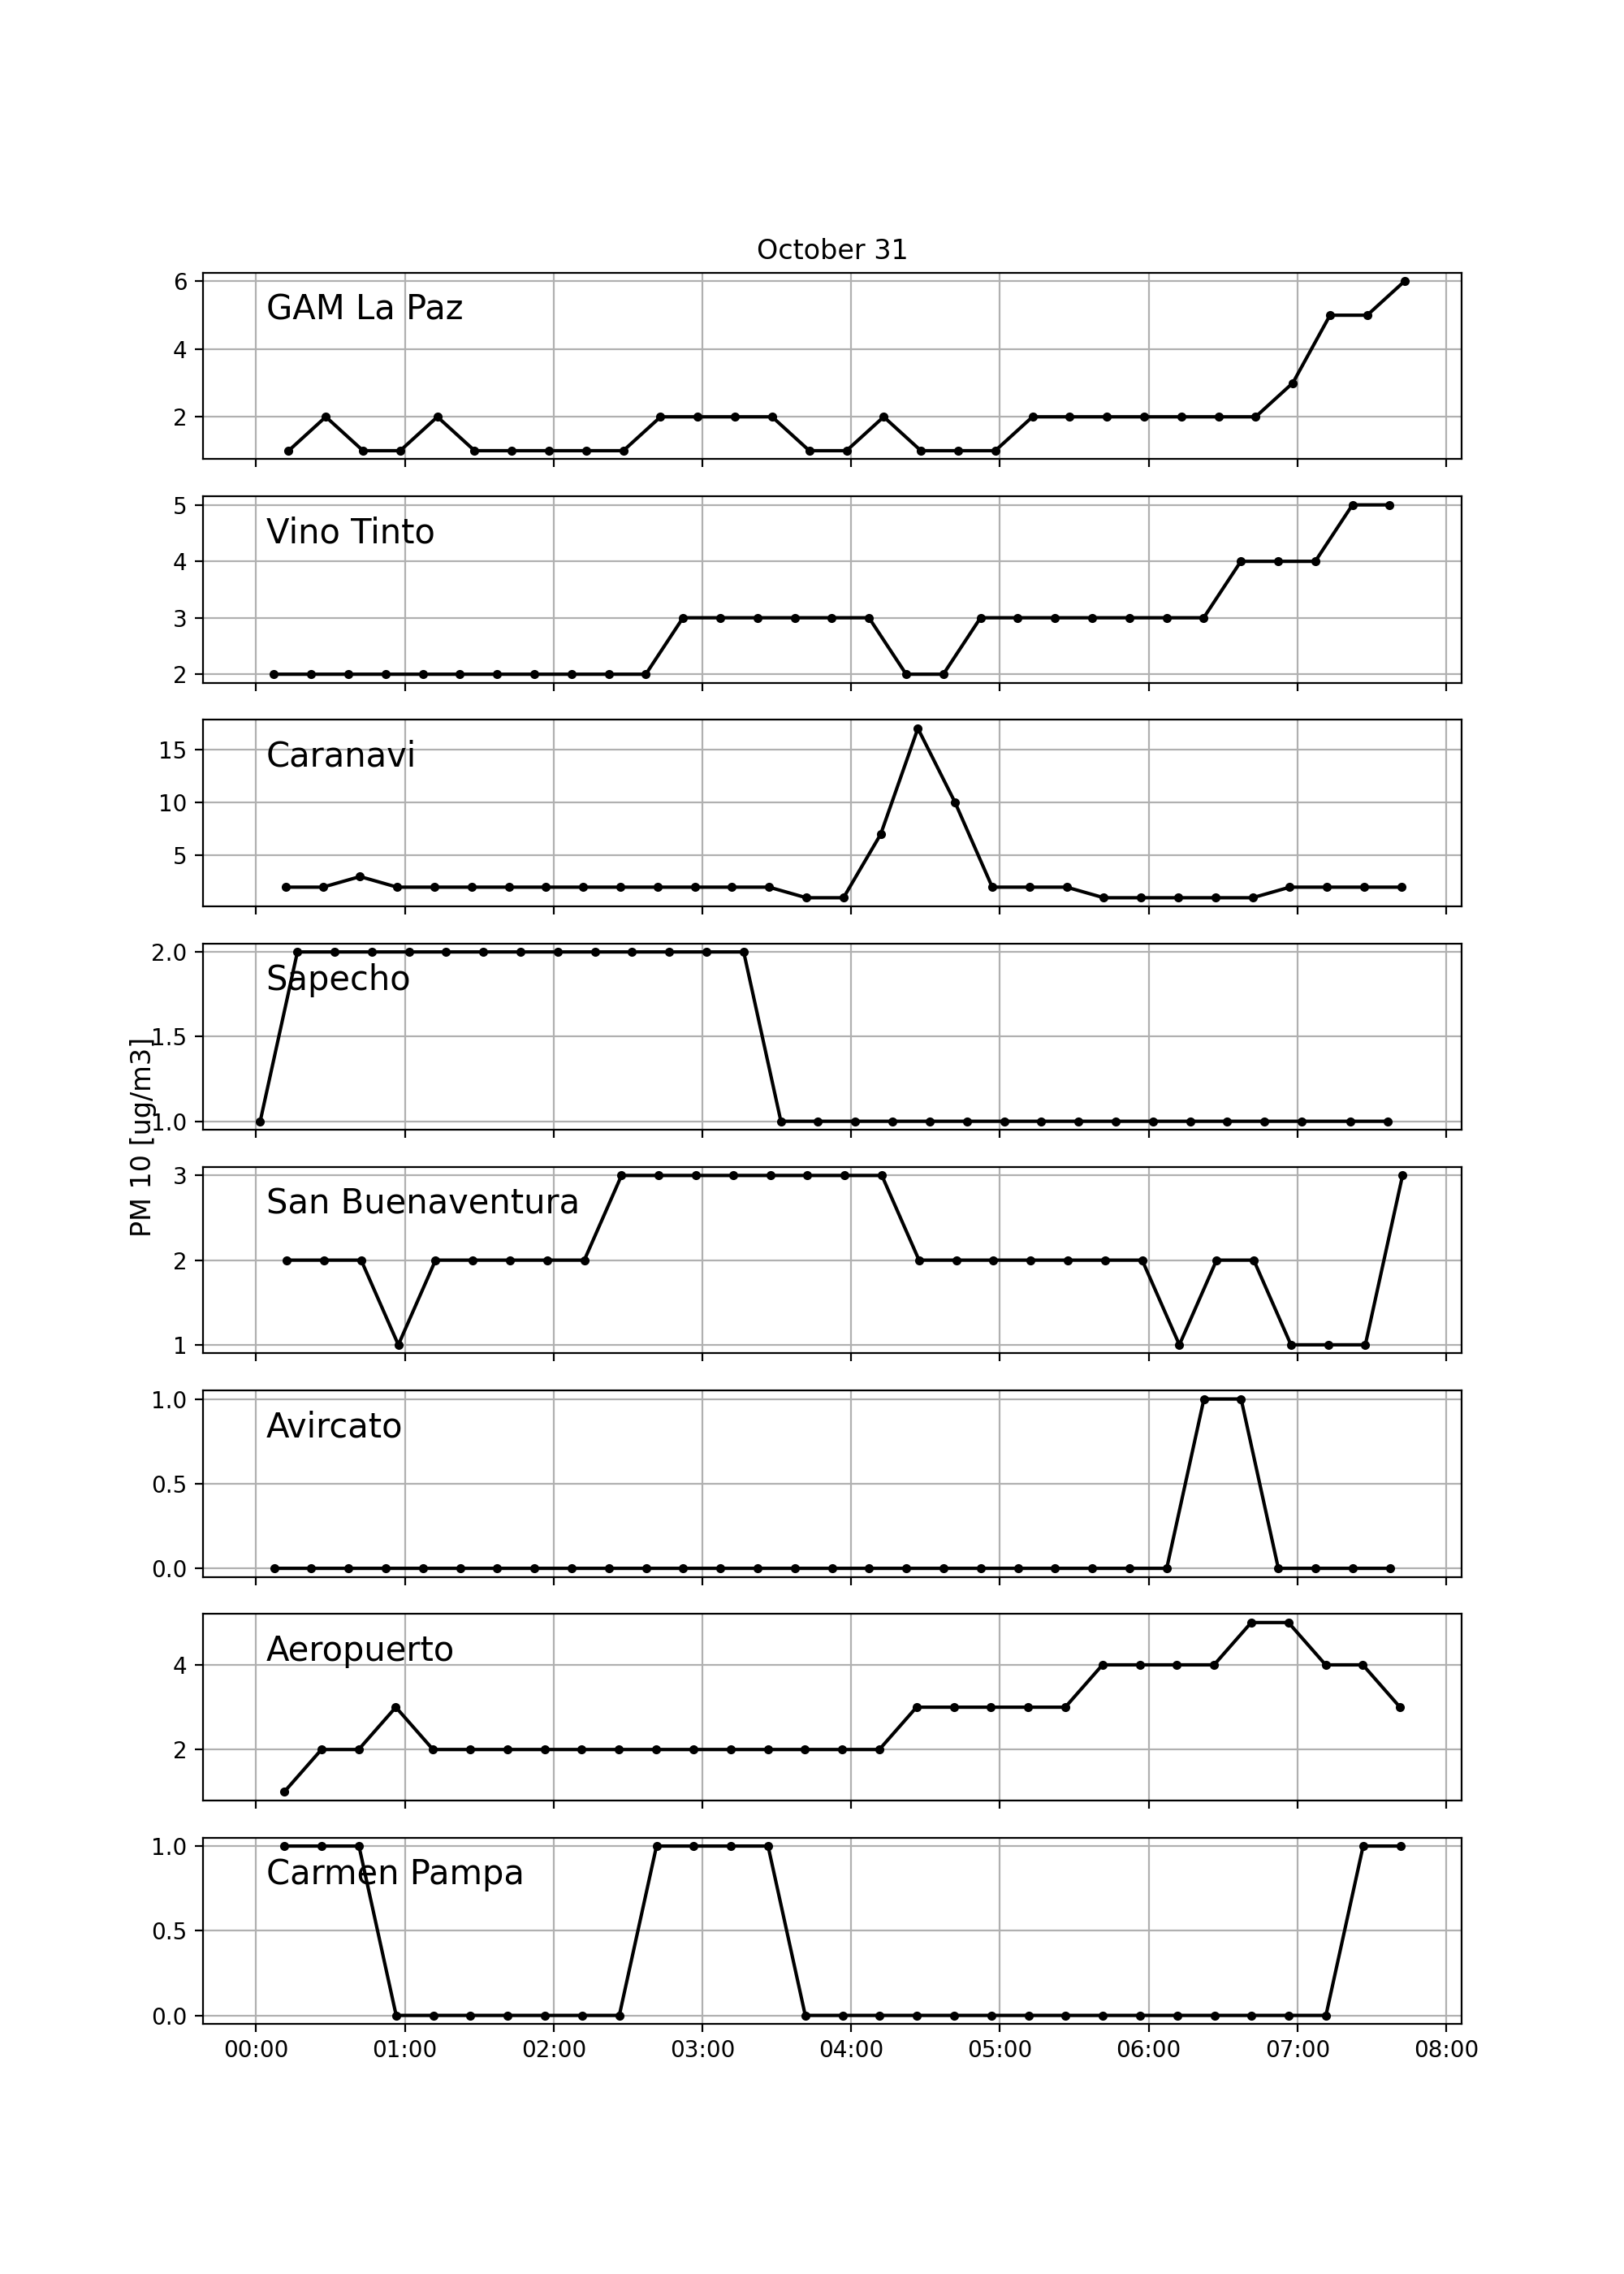 October 31
6
GAM La Paz
4
2
5
Vino Tinto
4
3
2
15
Caranavi
10
5
2.0
Sapecho
1.5
1.0
PM 10 [ug/m3]
3
San Buenaventura
2
1
1.0
Avircato
0.5
0.0
Aeropuerto
4
2
1.0
Carmen Pampa
0.5
0.0
00:00 01:00 02:00 03:00 04:00 05:00 06:00 07:00 08:00